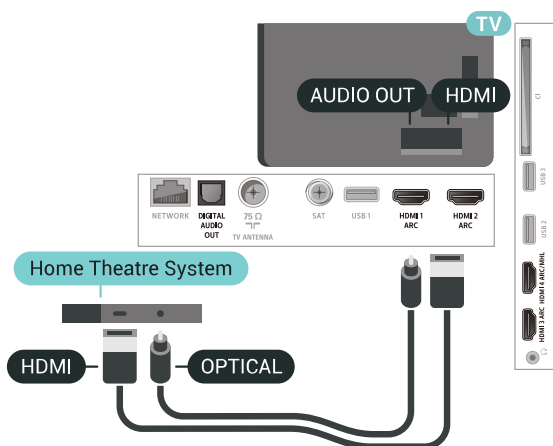 TV
AUDIO OUT
HDMI
CI
USB 3
USB 2
HDMI 4 ARC/MHL
HDMI 3 ARC
NETWORK
DIGITAL
AUDIO
OUT
75 Ω
TV ANTENNA
SAT
USB 1
HDMI 1
ARC
HDMI 2
ARC
Home Theatre System
HDMI
OPTICAL